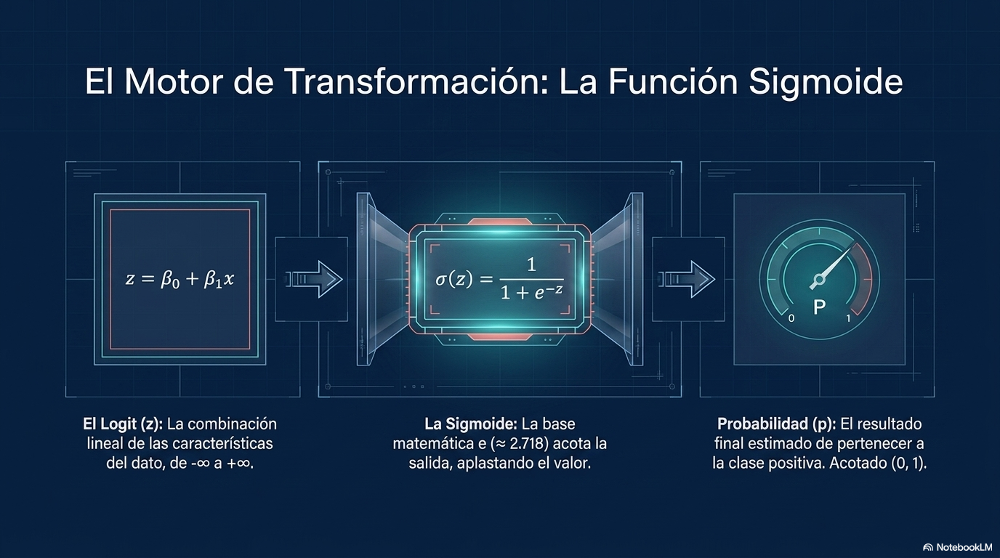 El Motor de Transformación: La Función Sigmoide
z = β₀ + β₁x
σ(z) = 1 / (1 + e⁻ᶻ)
P
0 1
El Logit (z): La combinación
lineal de las características
del dato, de -∞ a +∞.
La Sigmoide: La base
matemática e (≈ 2.718) acota la
salida, aplastando el valor.
Probabilidad (p): El resultado
final estimado de pertenecer a
la clase positiva. Acotado (0, 1).
NotebookLM